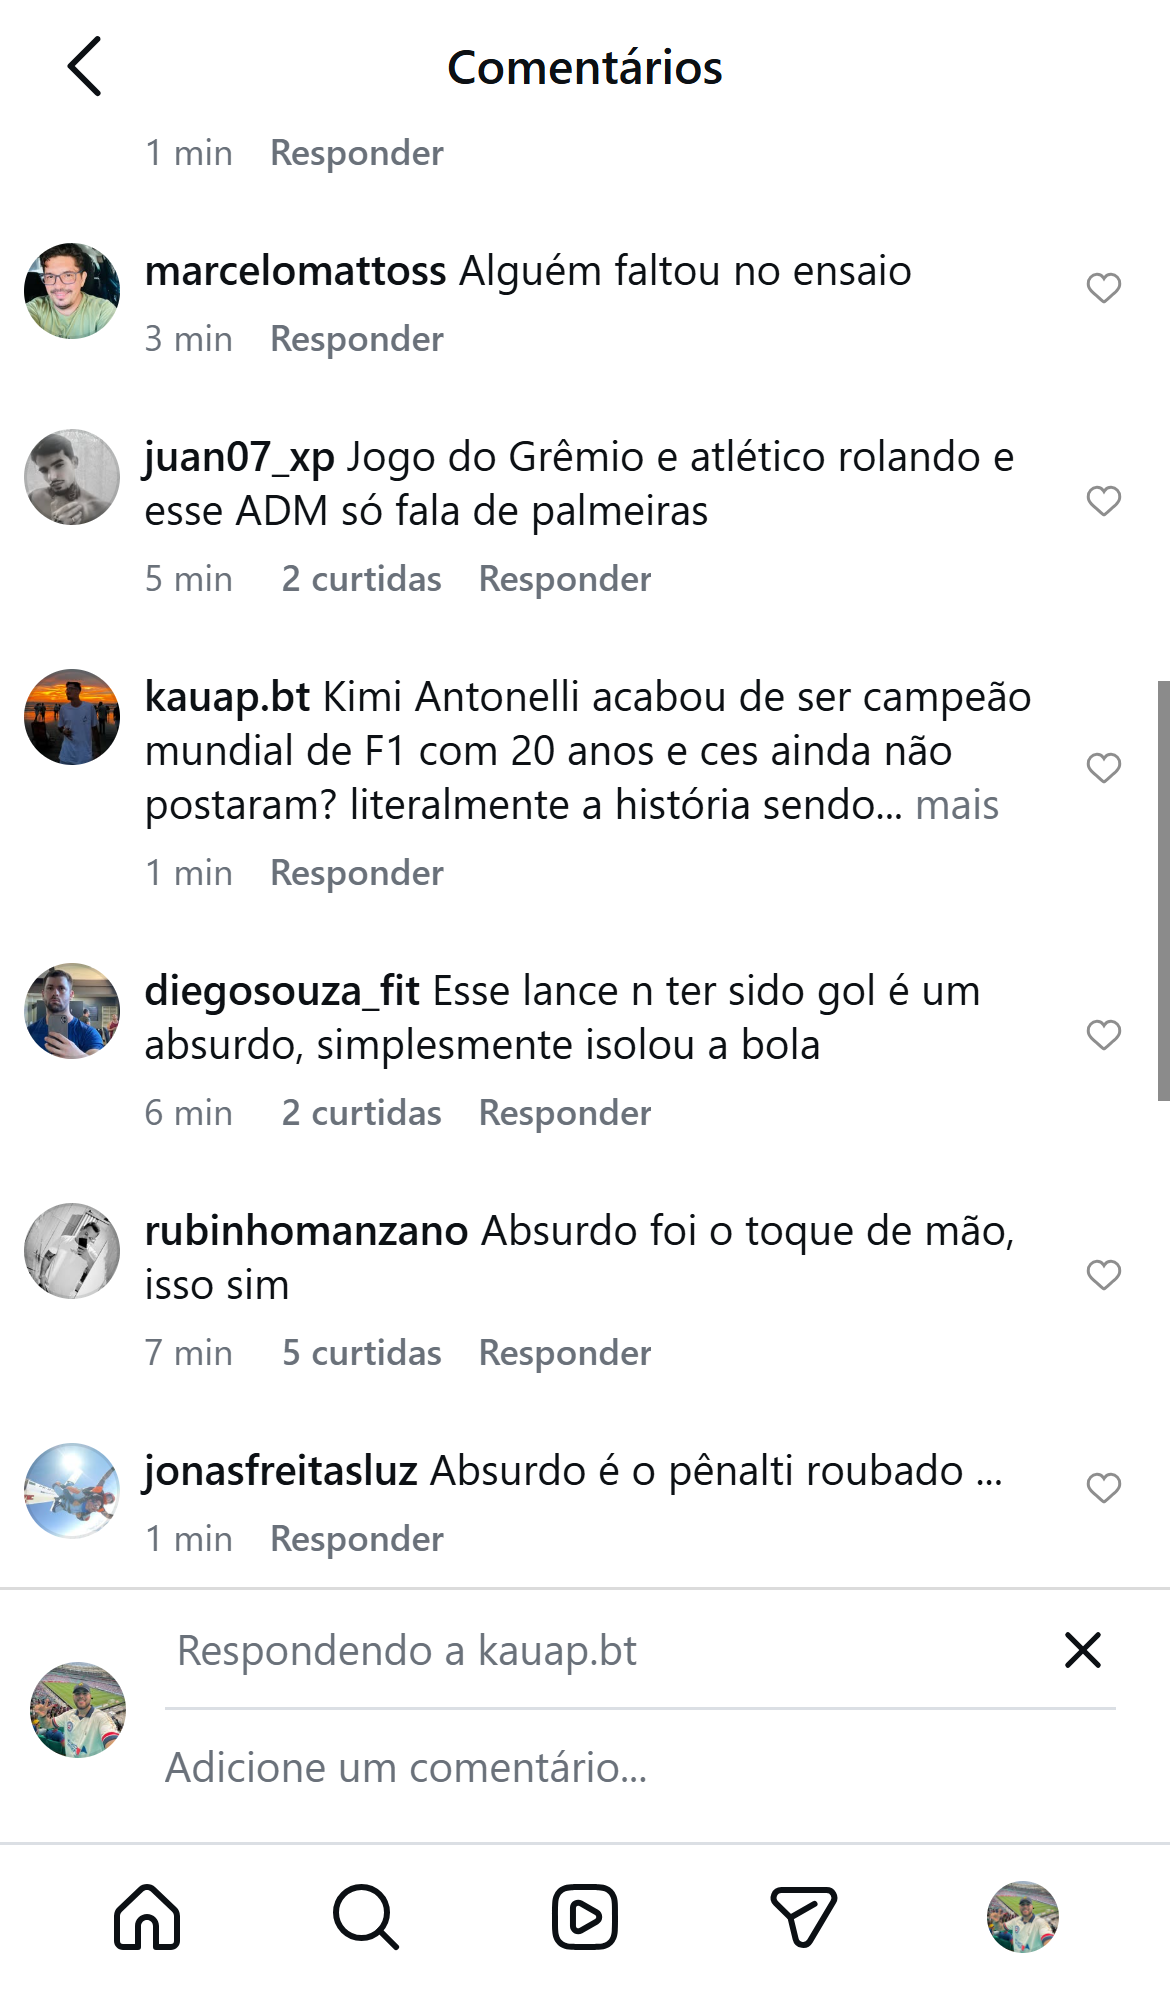 Comentários
1 min Responder
marcelomattoss Alguém faltou no ensaio
3 min Responder
juan07_xp Jogo do Grêmio e atlético rolando e
esse ADM só fala de palmeiras
5 min 2 curtidas Responder
kauap.bt Kimi Antonelli acabou de ser campeão
mundial de F1 com 20 anos e ces ainda não
postaram? literalmente a história sendo... mais
1 min Responder
diegosouza_fit Esse lance n ter sido gol é um
absurdo, simplesmente isolou a bola
6 min 2 curtidas Responder
rubinhomanzano Absurdo foi o toque de mão,
isso sim
7 min 5 curtidas Responder
jonasfreitasluz Absurdo é o pênalti roubado ...
1 min Responder
Respondendo a kauap.bt
Adicione um comentário...